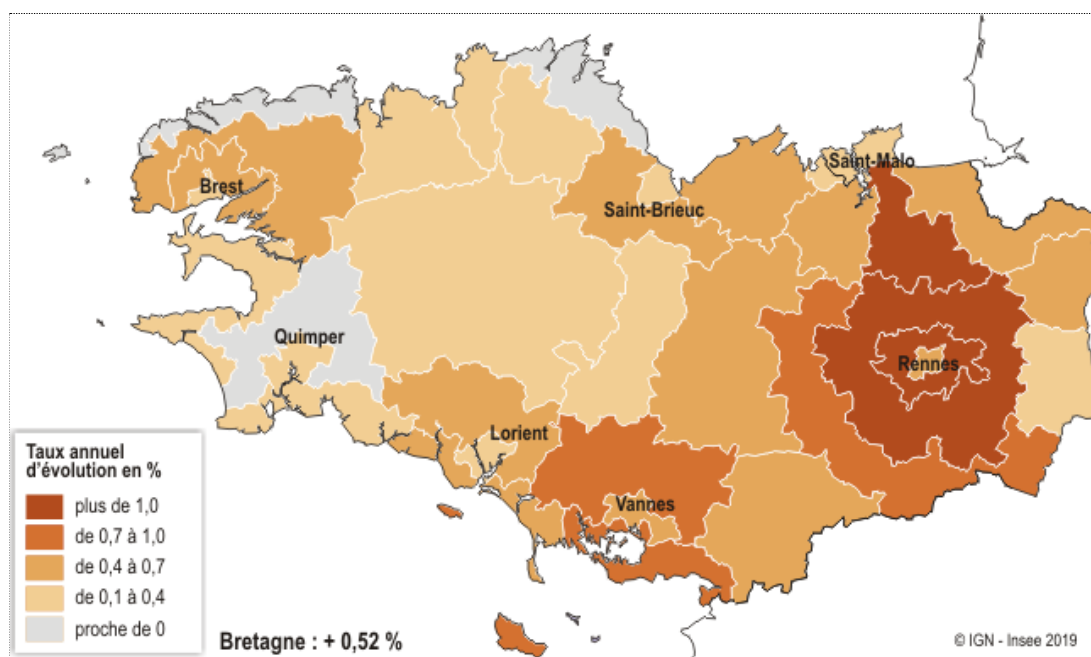 Saint-Malo
Brest
Saint-Brieuc
Quimper
Rennes
Lorient
Vannes
Taux annuel
d'évolution en %
plus de 1,0
de 0,7 à 1,0
de 0,4 à 0,7
de 0,1 à 0,4
proche de 0
Bretagne : + 0,52 %
© IGN - Insee 2019